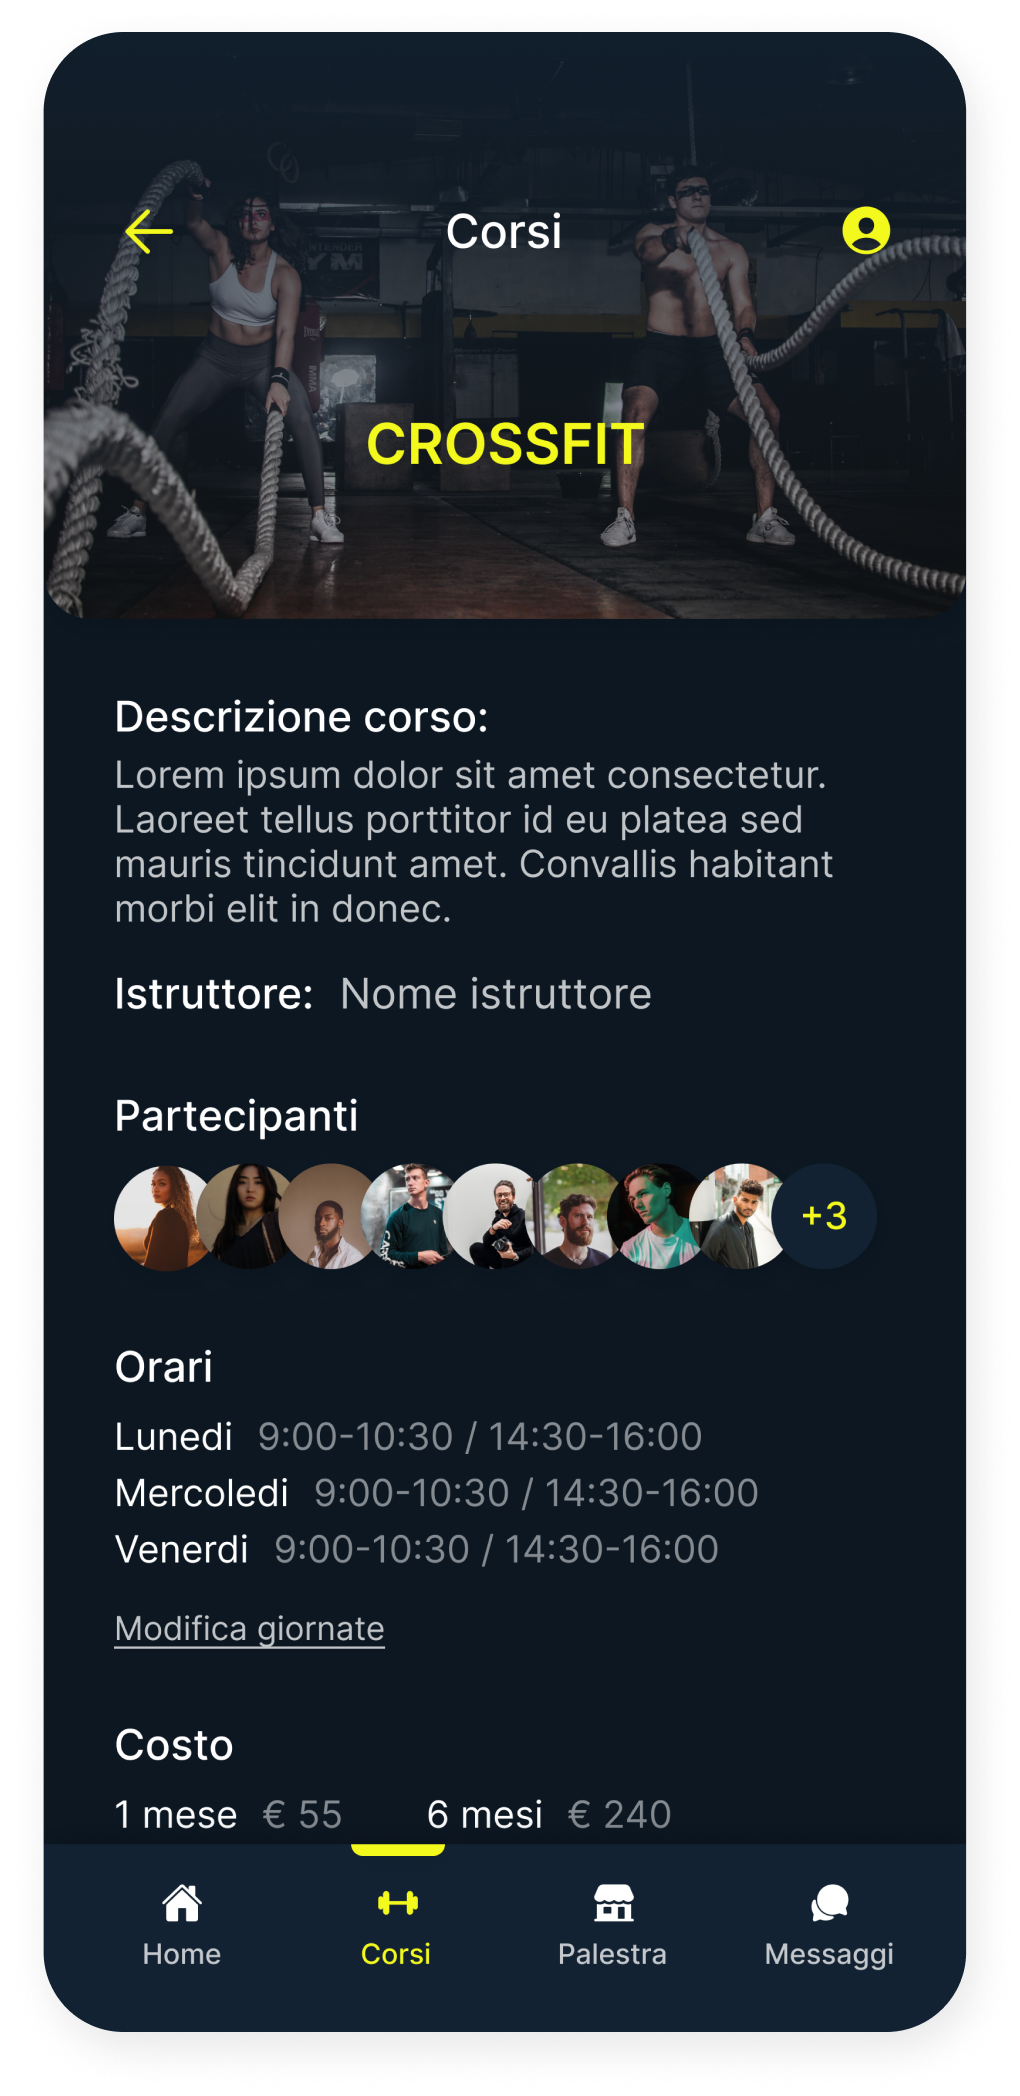 Corsi
CROSSFIT
Descrizione corso:
Lorem ipsum dolor sit amet consectetur.
Laoreet tellus porttitor id eu platea sed
mauris tincidunt amet. Convallis habitant
morbi elit in donec.
Istruttore: Nome istruttore
Partecipanti
+3
Orari
Lunedi 9:00-10:30 / 14:30-16:00
Mercoledi 9:00-10:30 / 14:30-16:00
Venerdi 9:00-10:30 / 14:30-16:00
Modifica giornate
Costo
1 mese € 55 6 mesi € 240
Home Corsi Palestra Messaggi